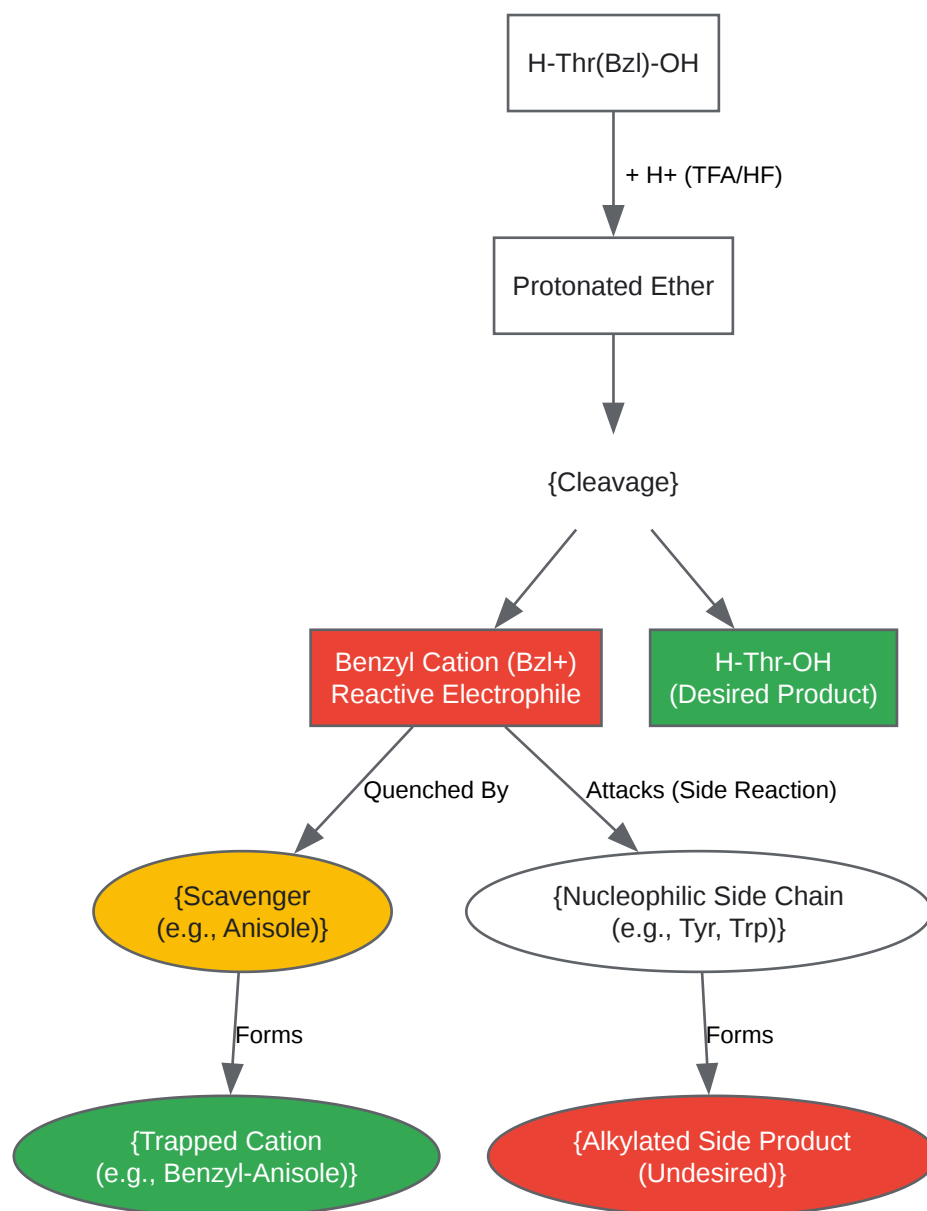 H-Thr(Bzl)-OH
+ H+ (TFA/HF)
Protonated Ether
{Cleavage}
Benzyl Cation (Bzl+)
Reactive Electrophile
H-Thr-OH
(Desired Product)
Quenched By
Attacks (Side Reaction)
{Scavenger
(e.g., Anisole)}
{Nucleophilic Side Chain
(e.g., Tyr, Trp)}
Forms
Forms
{Trapped Cation
(e.g., Benzyl-Anisole)}
{Alkylated Side Product
(Undesired)}